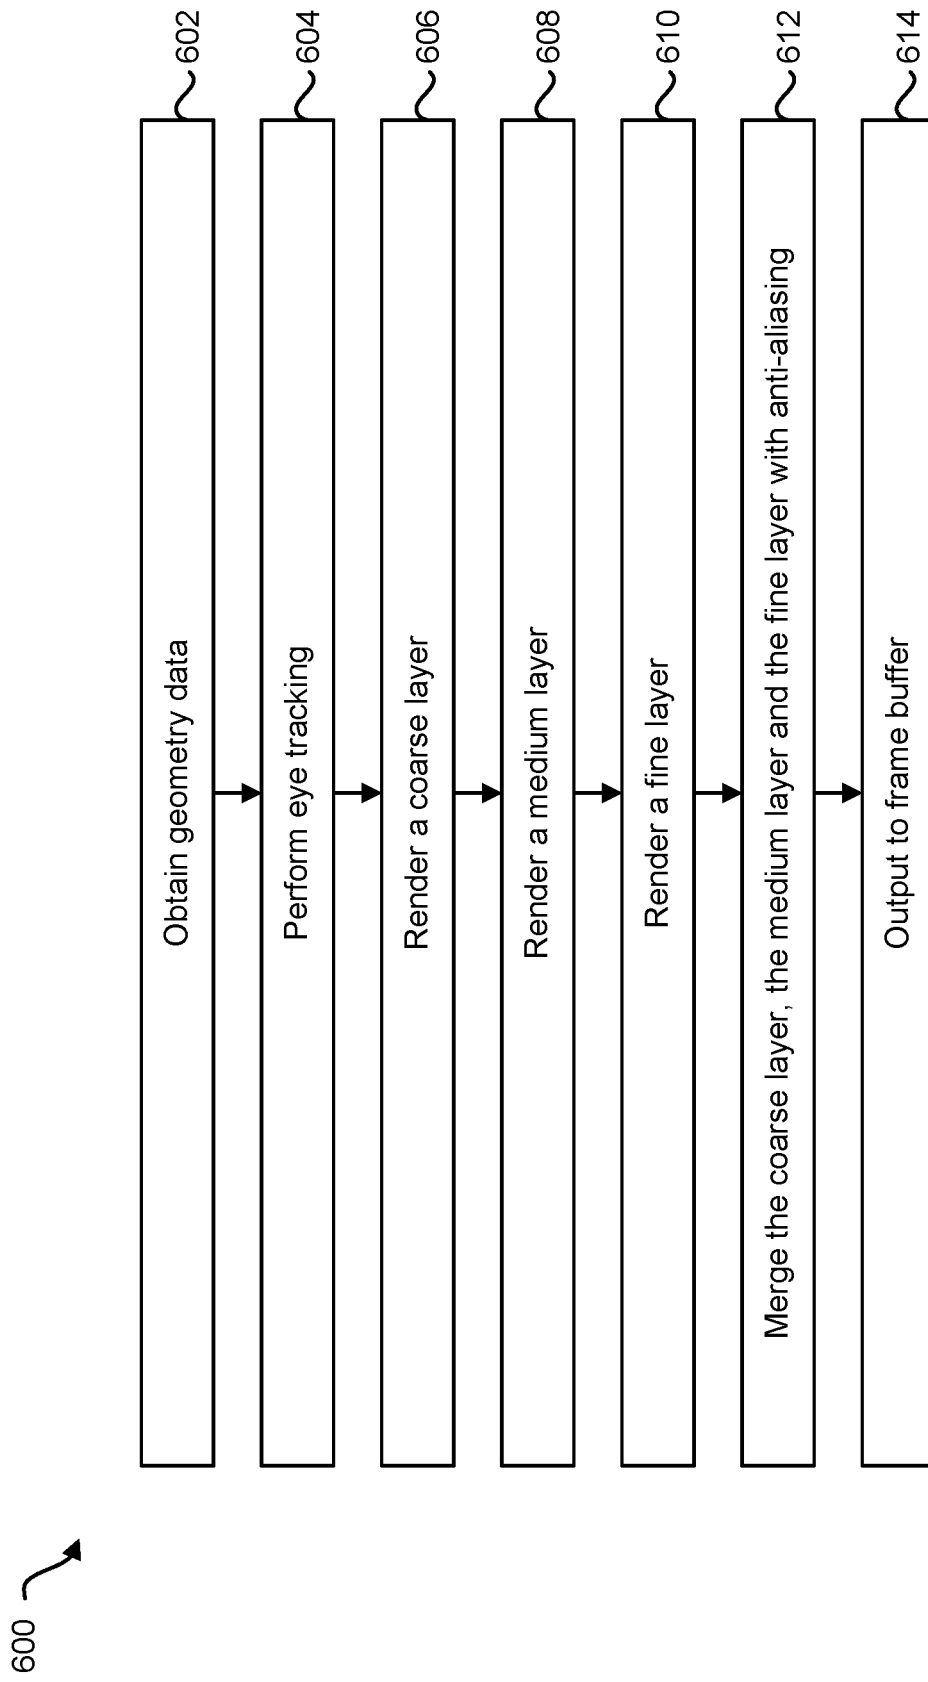 600
Obtain geometry data
602
Perform eye tracking
604
Render a coarse layer
606
Render a medium layer
608
Render a fine layer
610
Merge the coarse layer, the medium layer and the fine layer with anti-aliasing
612
Output to frame buffer
614